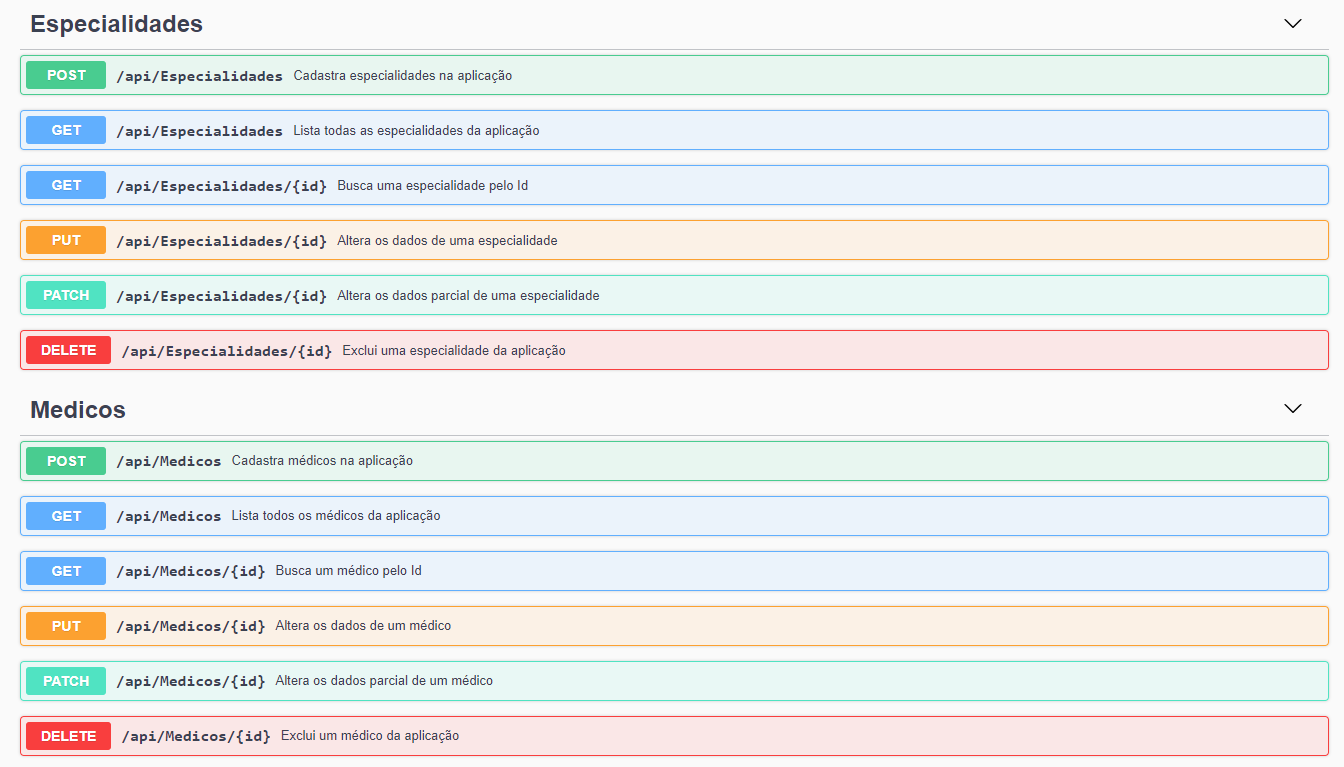 Especialidades
POST /api/Especialidades Cadastra especialidades na aplicação
GET /api/Especialidades Lista todas as especialidades da aplicação
GET /api/Especialidades/{id} Busca uma especialidade pelo Id
PUT /api/Especialidades/{id} Altera os dados de uma especialidade
PATCH /api/Especialidades/{id} Altera os dados parcial de uma especialidade
DELETE /api/Especialidades/{id} Exclui uma especialidade da aplicação
Medicos
POST /api/Medicos Cadastra médicos na aplicação
GET /api/Medicos Lista todos os médicos da aplicação
GET /api/Medicos/{id} Busca um médico pelo Id
PUT /api/Medicos/{id} Altera os dados de um médico
PATCH /api/Medicos/{id} Altera os dados parcial de um médico
DELETE /api/Medicos/{id} Exclui um médico da aplicação